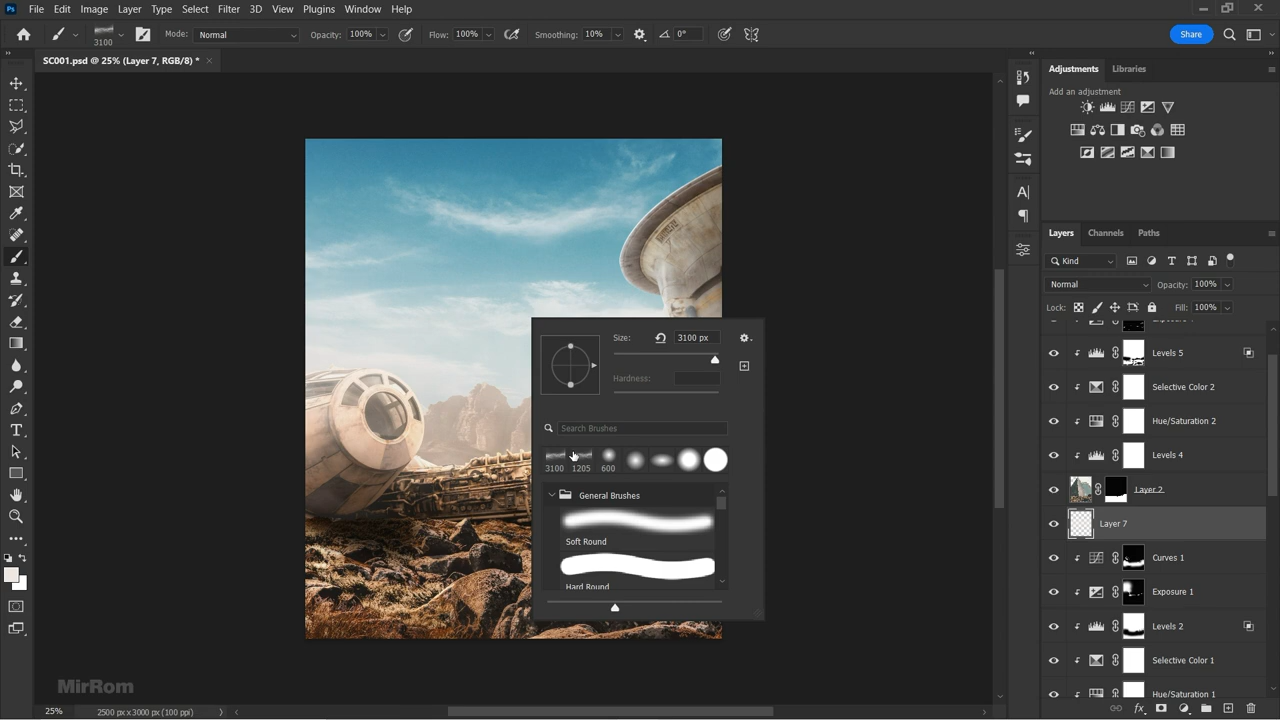 Ps File Edit Image Layer Type Select Filter 3D View Plugins Window Help
3100 Mode: Normal Opacity: 100% Flow: 100% Smoothing: 10% 0° Share
SC001.psd @ 25% (Layer 7, RGB/8) *
Adjustments Libraries
Add an adjustment
Layers Channels Paths
Kind
Normal Opacity: 100%
Lock: Fill: 100%
Levels 5
Selective Color 2
Hue/Saturation 2
Levels 4
Layer 2
Layer 7
Curves 1
Exposure 1
Levels 2
Selective Color 1
Hue/Saturation 1
Size: 3100 px
Hardness:
Search Brushes
3100 1205 600
General Brushes
Soft Round
Hard Round
MirRom
25% 2500 px x 3000 px (100 ppi)